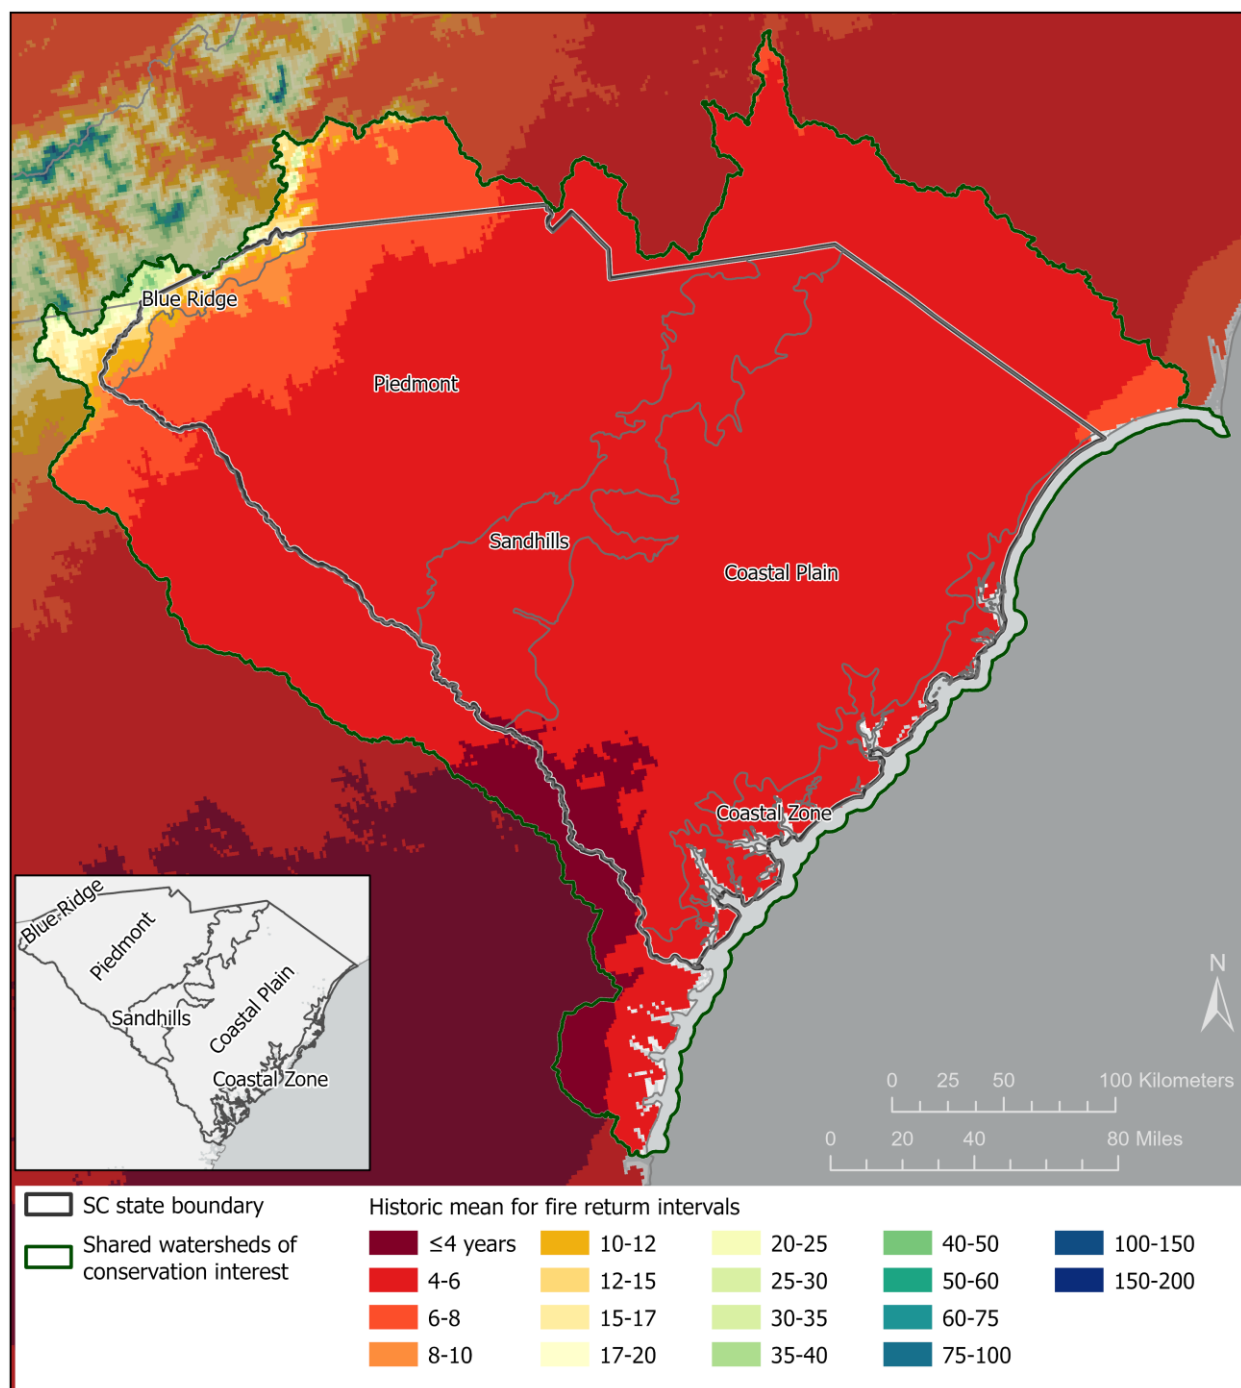 Blue Ridge
Piedmont
Sandhills
Coastal Plain
Coastal Zone
Blue Ridge
Piedmont
Sandhills
Coastal Plain
Coastal Zone
N
0 25 50 100 Kilometers
0 20 40 80 Miles
SC state boundary
Shared watersheds of
conservation interest
Historic mean for fire returm intervals
≤4 years
4-6
6-8
8-10
10-12
12-15
15-17
17-20
20-25
25-30
30-35
35-40
40-50
50-60
60-75
75-100
100-150
150-200